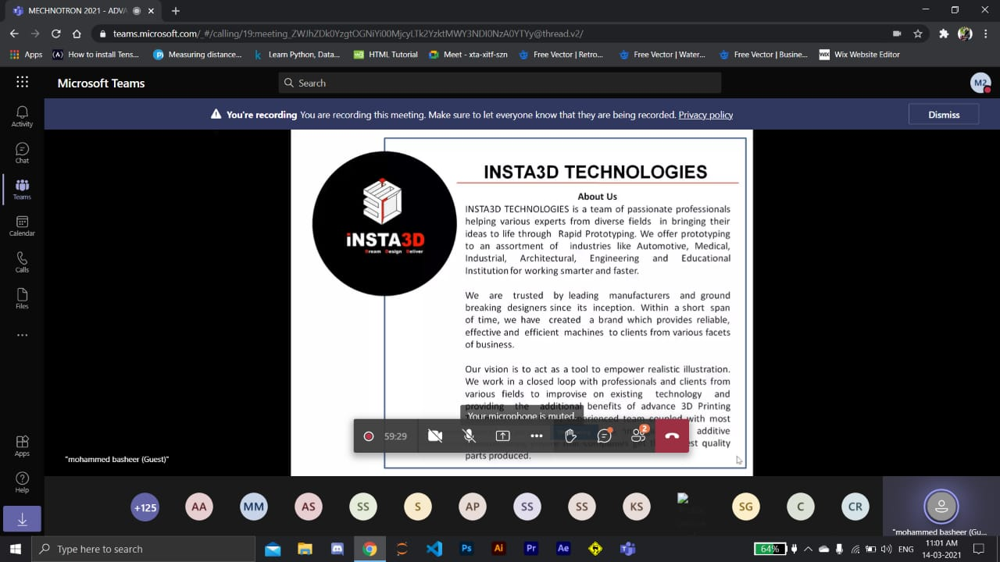 MECHNOTRON 2021 - ADVA
teams.microsoft.com/_#/calling/19:meeting_ZWJhZDk0YzgtOGNiYi00MjcyLTk2YzktMWY3NDI0NzA0YTYy@thread.v2/
Apps
How to install Tens...
Measuring distance...
Learn Python, Data...
HTML Tutorial
Meet - xta-xitf-szn
Free Vector | Retro...
Free Vector | Water...
Free Vector | Busine...
Wix Website Editor
Microsoft Teams
Search
M2
You're recording You are recording this meeting. Make sure to let everyone know that they are being recorded. Privacy policy
Dismiss
Activity
Chat
Teams
Calendar
Calls
Files
Apps
Help
iNSTA3D
Dream Design Deliver
INSTA3D TECHNOLOGIES
About Us
INSTA3D TECHNOLOGIES is a team of passionate professionals
helping various experts from diverse fields in bringing their
ideas to life through Rapid Prototyping. We offer prototyping
to an assortment of industries like Automotive, Medical,
Industrial, Architectural, Engineering and Educational
Institution for working smarter and faster.
We are trusted by leading manufacturers and ground
breaking designers since its inception. Within a short span
of time, we have created a brand which provides reliable,
effective and efficient machines to clients from various facets
of business.
Our vision is to act as a tool to empower realistic illustration.
We work in a closed loop with professionals and clients from
various fields to improvise on existing technology and
providing the additional benefits of advance 3D Printing
team coupled with most
additive
quality
parts produced.
Your microphone is muted.
59:29
2
"mohammed basheer (Guest)"
+125
AA
MM
AS
SS
S
AP
SS
SS
KS
SG
C
CR
"mohammed basheer (Gu...
Type here to search
Ps
Ai
Pr
Ae
64%
11:01 AM
14-03-2021